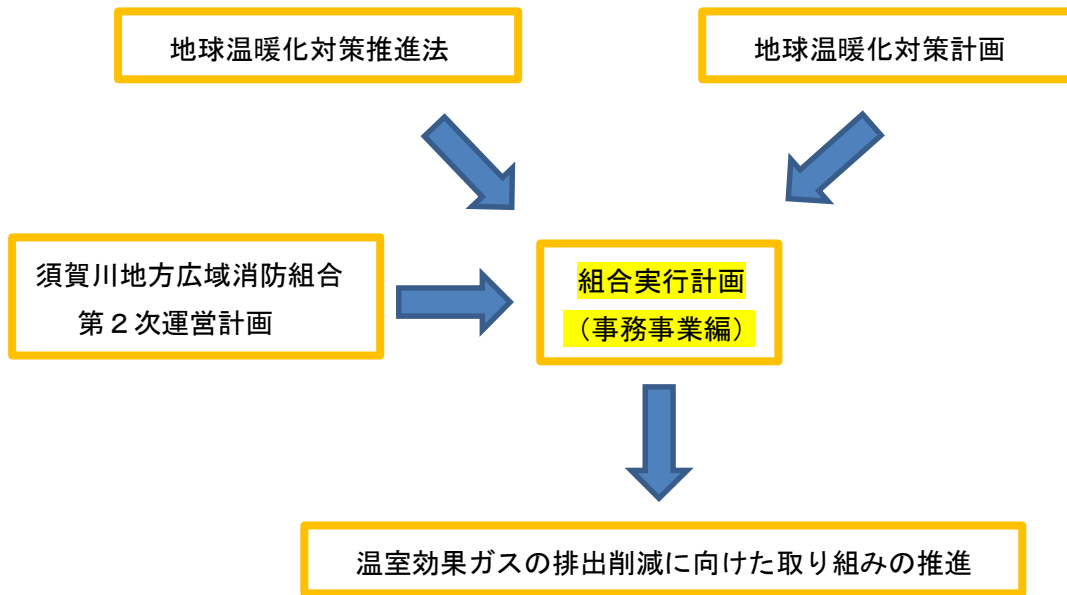 地球温暖化対策推進法
地球温暖化対策計画
須賀川地方広域消防組合
第２次運営計画
組合実行計画
（事務事業編）
温室効果ガスの排出削減に向けた取り組みの推進